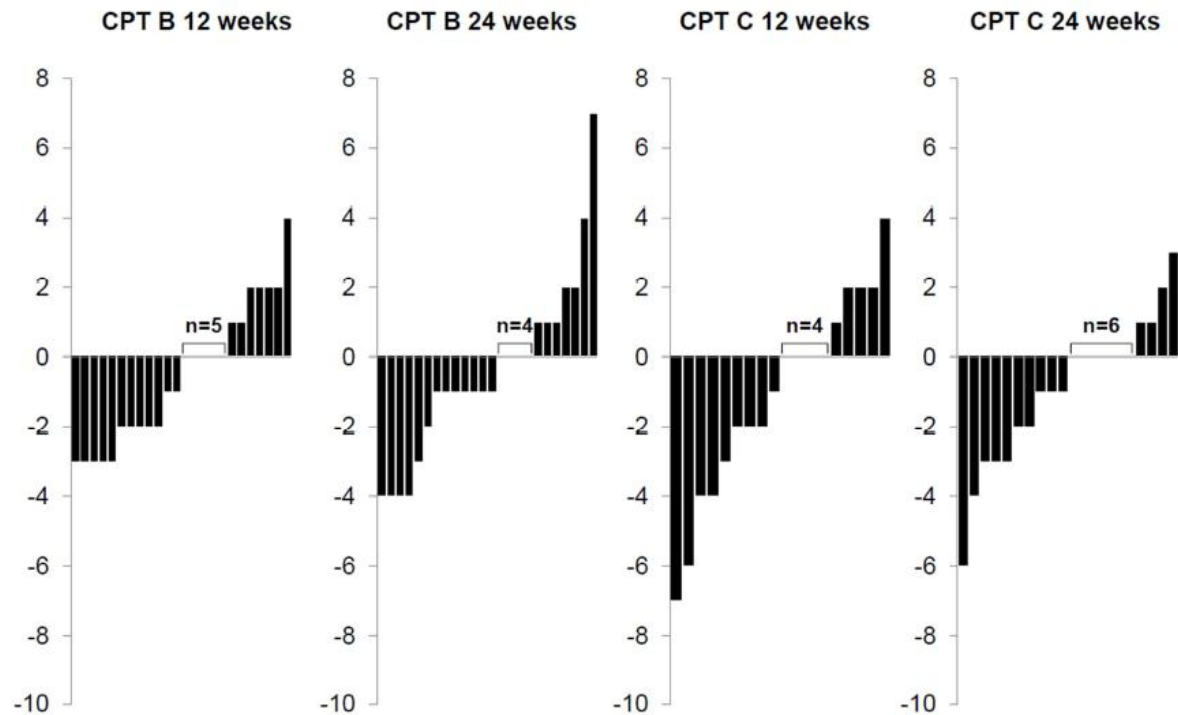 CPT B 12 weeks CPT B 24 weeks CPT C 12 weeks CPT C 24 weeks
8 8 8 8
6 6 6 6
4 4 4 4
2 2 2 2
n=5 n=4 n=4 n=6
0 0 0 0
-2 -2 -2 -2
-4 -4 -4 -4
-6 -6 -6 -6
-8 -8 -8 -8
-10 -10 -10 -10